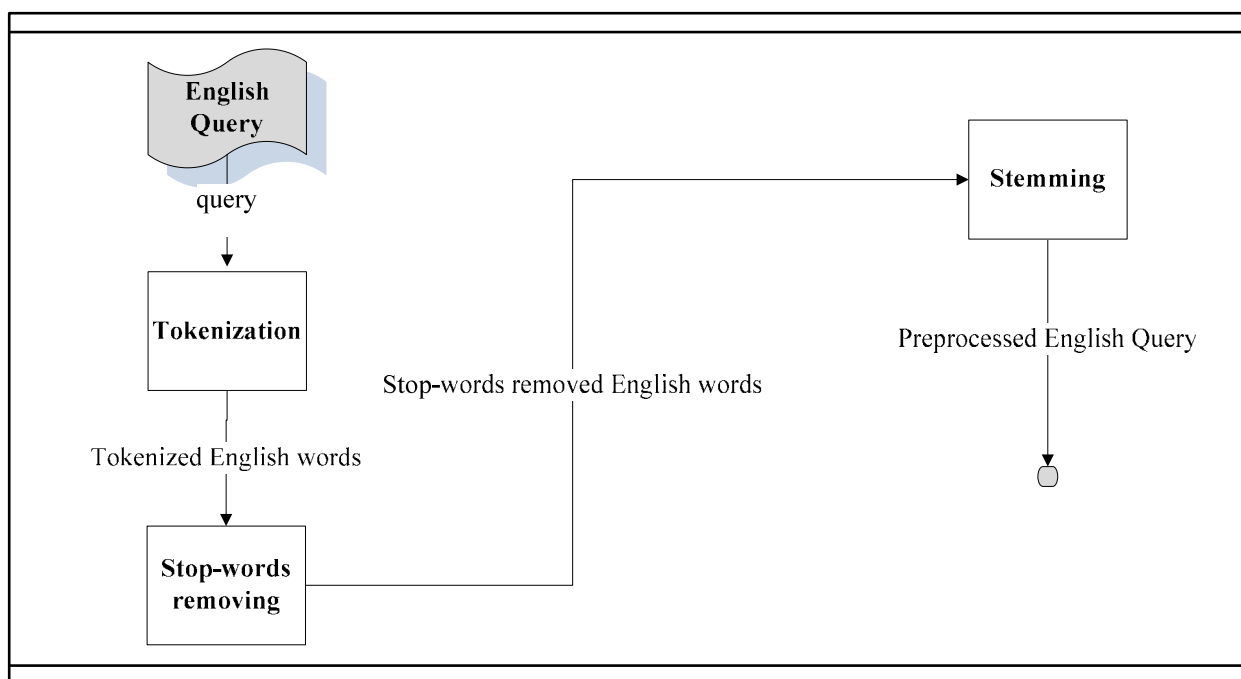 English
Query
query
Tokenization
Tokenized English words
Stop-words
removing
Stop-words removed English words
Stemming
Preprocessed English Query